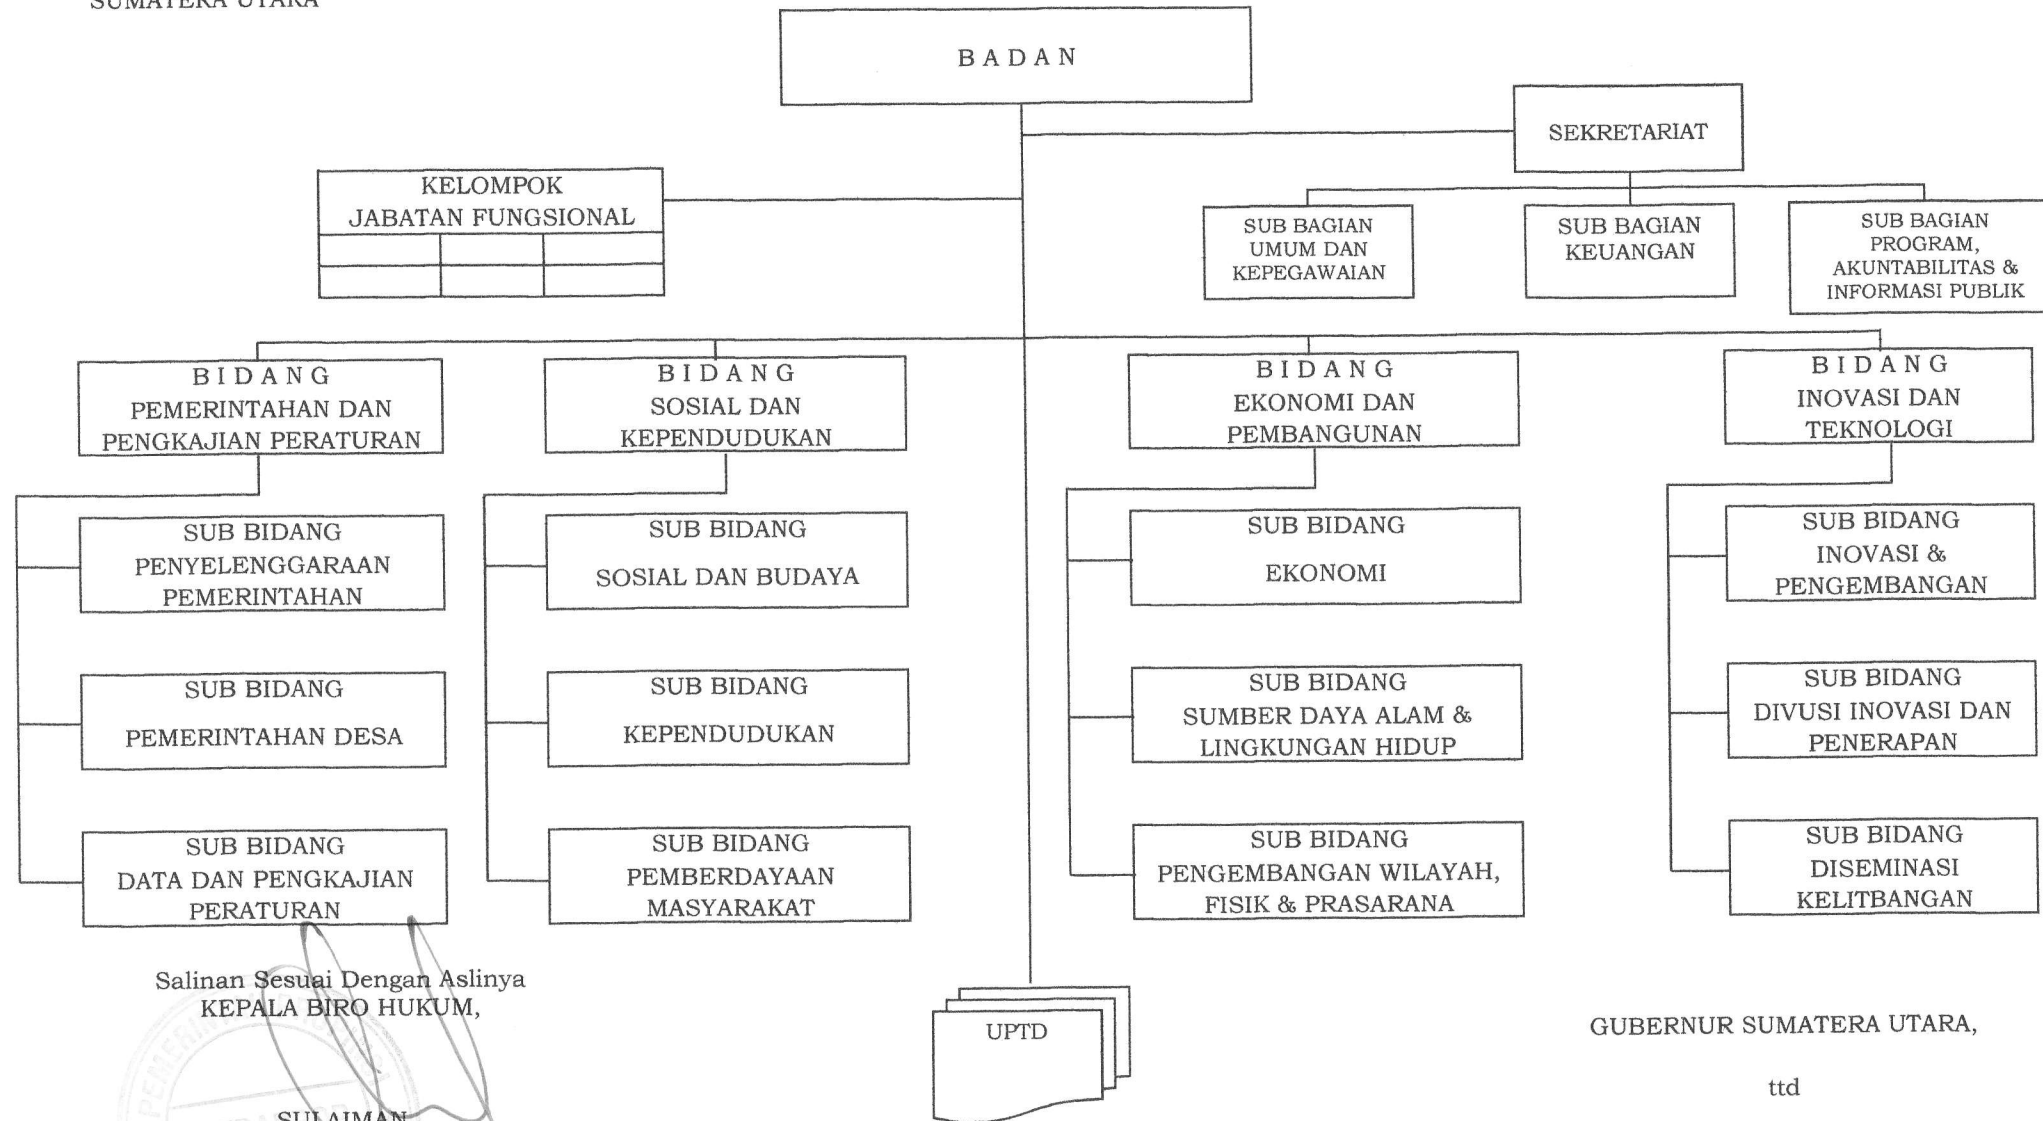 SUMATERA UTARA
B A D A N
SEKRETARIAT
KELOMPOK
JABATAN FUNGSIONAL
SUB BAGIAN
UMUM DAN
KEPEGAWAIAN
SUB BAGIAN
KEUANGAN
SUB BAGIAN
PROGRAM,
AKUNTABILITAS &
INFORMASI PUBLIK
B I D A N G
PEMERINTAHAN DAN
PENGKAJIAN PERATURAN
B I D A N G
SOSIAL DAN
KEPENDUDUKAN
B I D A N G
EKONOMI DAN
PEMBANGUNAN
B I D A N G
INOVASI DAN
TEKNOLOGI
SUB BIDANG
PENYELENGGARAAN
PEMERINTAHAN
SUB BIDANG
SOSIAL DAN BUDAYA
SUB BIDANG
EKONOMI
SUB BIDANG
INOVASI &
PENGEMBANGAN
SUB BIDANG
PEMERINTAHAN DESA
SUB BIDANG
KEPENDUDUKAN
SUB BIDANG
SUMBER DAYA ALAM &
LINGKUNGAN HIDUP
SUB BIDANG
DIVUSI INOVASI DAN
PENERAPAN
SUB BIDANG
DATA DAN PENGKAJIAN
PERATURAN
SUB BIDANG
PEMBERDAYAAN
MASYARAKAT
SUB BIDANG
PENGEMBANGAN WILAYAH,
FISIK & PRASARANA
SUB BIDANG
DISEMINASI
KELITBANGAN
Salinan Sesuai Dengan Aslinya
KEPALA BIRO HUKUM,
SULAIMAN
UPTD
GUBERNUR SUMATERA UTARA,
ttd